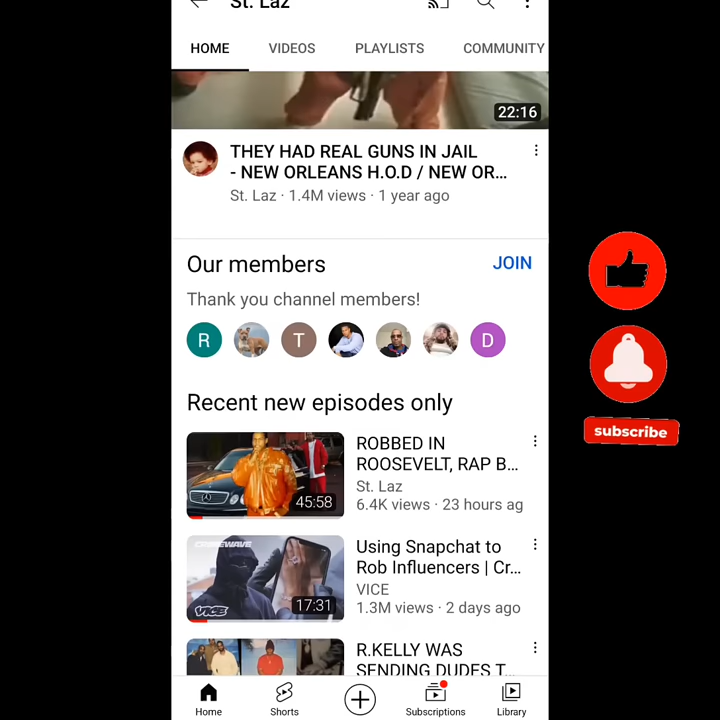 St. Laz
HOME VIDEOS PLAYLISTS COMMUNITY
22:16
THEY HAD REAL GUNS IN JAIL
- NEW ORLEANS H.O.D / NEW OR...
St. Laz · 1.4M views · 1 year ago
Our members JOIN
Thank you channel members!
R T D
Recent new episodes only
ROBBED IN
ROOSEVELT, RAP B...
St. Laz
6.4K views · 23 hours ag
45:58
Using Snapchat to
Rob Influencers | Cr...
VICE
1.3M views · 2 days ago
CRIMEWAVE
VICE
17:31
R.KELLY WAS
SENDING DUDES T...
Home Shorts Subscriptions Library
subscribe